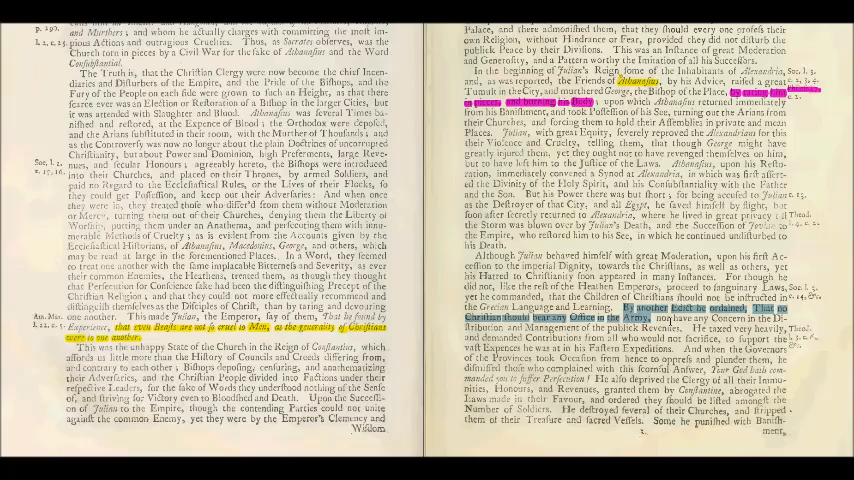 p. 297.
and Murthers; and whom he actually charges with committing the most im-
l. 2. c. 25. pious Actions and outragious Cruelties. Thus, as Socrates observes, was the
Church torn in pieces by a Civil War for the sake of Athanasius and the Word
Consubstantial.
The Truth is, that the Christian Clergy were now become the chief Incen-
diaries and Disturbers of the Empire, and the Pride of the Bishops, and the
Fury of the People on each side were grown to such an Height, as that there
scarce ever was an Election or Restoration of a Bishop in the larger Cities, but
it was attended with Slaughter and Blood. Athanasius was several Times ba-
nished and restored, at the Expence of Blood; the Orthodox were deposed,
and the Arians substituted in their room, with the Murther of Thousands; and
as the Controversy was now no longer about the plain Doctrines of uncorrupted
Christianity, but about Power and Dominion, high Preferments, large Reve-
Soc. l. 2. nues, and secular Honours; agreeably hereto, the Bishops were introduced
c. 15, 16. into their Churches, and placed on their Thrones, by armed Soldiers, and
paid no Regard to the Ecclesiastical Rules, or the Lives of their Flocks, so
they could get Possession, and keep out their Adversaries: And when once
they were in, they treated those who differ'd from them without Moderation
or Mercy, turning them out of their Churches, denying them the Liberty of
Worship, putting them under an Anathema, and persecuting them with innu-
merable Methods of Cruelty; as is evident from the Accounts given by the
Ecclesiastical Historians, of Athanasius, Macedonius, George, and others, which
may be read at large in the forementioned Places. In a Word, they seemed
to treat one another with the same implacable Bitterness and Severity, as ever
their common Enemies, the Heathens, treated them, as though they thought
that Persecution for Conscience sake had been the distinguishing Precept of the
Christian Religion; and that they could not more effectually recommend and
distinguish themselves as the Disciples of Christ, than by tearing and devouring
Am. Mar. one another. This made Julian, the Emperor, say of them, That he found by
l. 22. c. 5. Experience, that even Beasts are not so cruel to Men, as the generality of Christians
were to one another.
This was the unhappy State of the Church in the Reign of Constantius, which
affords us little more than the History of Councils and Creeds differing from,
and contrary to each other; Bishops deposing, censuring, and anathematizing
their Adversaries, and the Christian People divided into Factions under their
respective Leaders, for the sake of Words they understood nothing of the Sense
of, and striving for Victory even to Bloodshed and Death. Upon the Successi-
on of Julian to the Empire, though the contending Parties could not unite
against the common Enemy, yet they were by the Emperor's Clemency and
Wisdom
Palace, and there admonished them, that they should every one profess their
own Religion, without Hindrance or Fear, provided they did not disturb the
publick Peace by their Divisions. This was an Instance of great Moderation
and Generosity, and a Pattern worthy the Imitation of all his Successors.
In the beginning of Julian's Reign some of the Inhabitants of Alexandria, Soc. l. 3.
and, as was reported, the Friends of Athanasius, by his Advice, raised a great c. 2, 3, 4.
Tumult in the City, and murthered George, the Bishop of the Place, by tearing him
in pieces, and burning his Body; upon which Athanasius returned immediately
from his Banishment, and took Possession of his See, turning out the Arians from
their Churches, and forcing them to hold their Assemblies in private and mean
Places. Julian, with great Equity, severely reproved the Alexandrians for this
their Violence and Cruelty, telling them, that though George might have
greatly injured them, yet they ought not to have revenged themselves on him,
but to have left him to the Justice of the Laws. Athanasius, upon his Resto-
ration, immediately convened a Synod at Alexandria, in which was first assert-
ed the Divinity of the Holy Spirit, and his Consubstantiality with the Father
and the Son. But his Power there was but short; for being accused to Julian
as the Destroyer of that City, and all Egypt, he saved himself by flight, but
soon after secretly returned to Alexandria, where he lived in great privacy till Theod.
the Storm was blown over by Julian's Death, and the Succession of Jovian to
the Empire, who restored him to his See, in which he continued undisturbed to
his Death.
Although Julian behaved himself with great Moderation, upon his first Ac-
cession to the imperial Dignity, towards the Christians, as well as others, yet
his Hatred to Christianity soon appeared in many Instances. For though he
did not, like the rest of the Heathen Emperors, proceed to sanguinary Laws, Soc. l. 3.
yet he commanded, that the Children of Christians should not be instructed in
the Grecian Language and Learning. By another Edict he ordained, That no
Christian should bear any Office in the Army, nor have any Concern in the Di-
stribution and Management of the publick Revenues. He taxed very heavily, Theod.
and demanded Contributions from all who would not sacrifice, to support the
vast Expences he was at in his Eastern Expeditions. And when the Governors
of the Provinces took Occasion from hence to oppress and plunder them, he
dismissed those who complained with this scornful Answer, Your God hath com-
manded you to suffer Persecution! He also deprived the Clergy of all their Immu-
nities, Honours, and Revenues, granted them by Constantine, abrogated the
Laws made in their Favour, and ordered they should be listed amongst the
Number of Soldiers. He destroyed several of their Churches, and stripped
them of their Treasure and sacred Vessels. Some he punished with Banish-
2. ment,